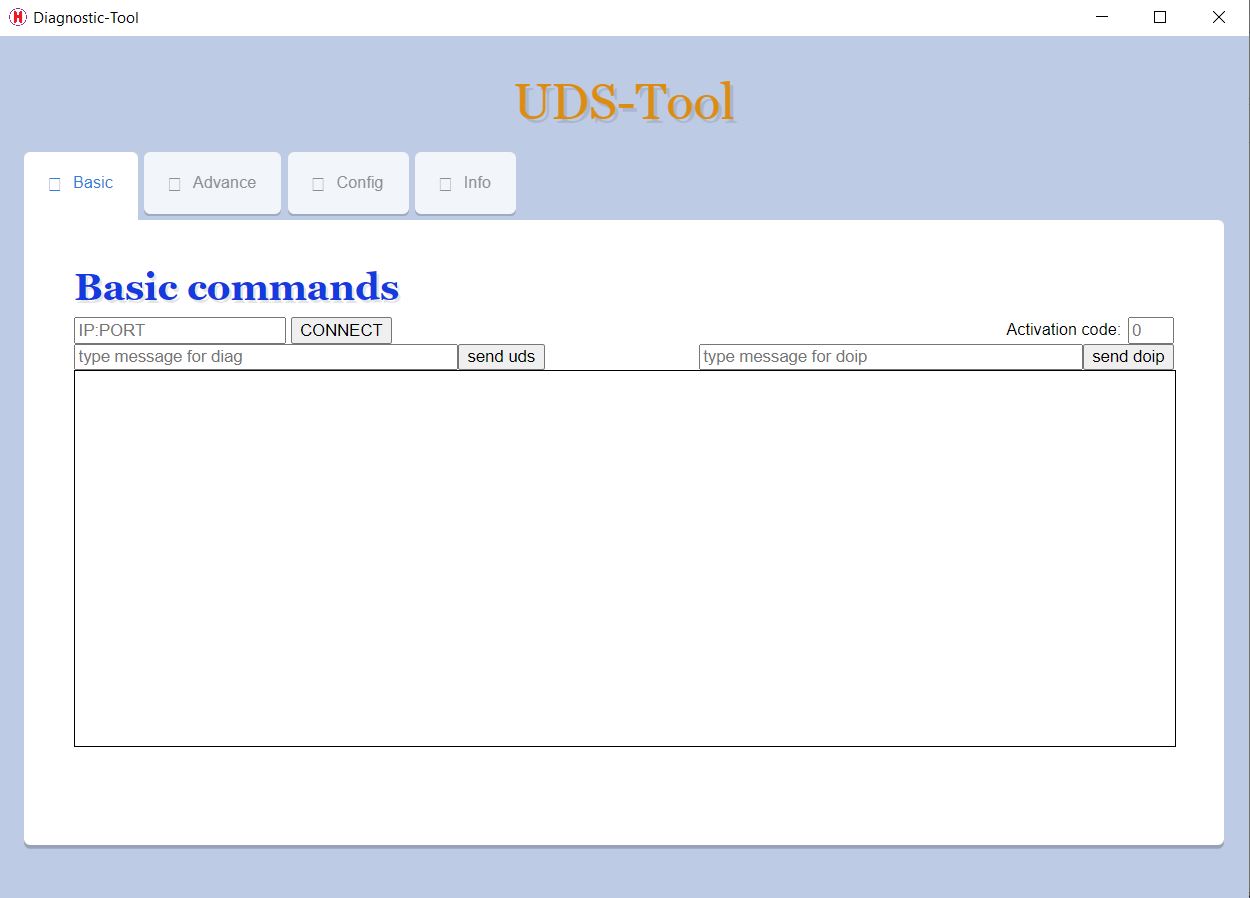 Diagnostic-Tool
UDS-Tool
Basic Advance Config Info
Basic commands
IP:PORT CONNECT Activation code: 0
type message for diag send uds type message for doip send doip